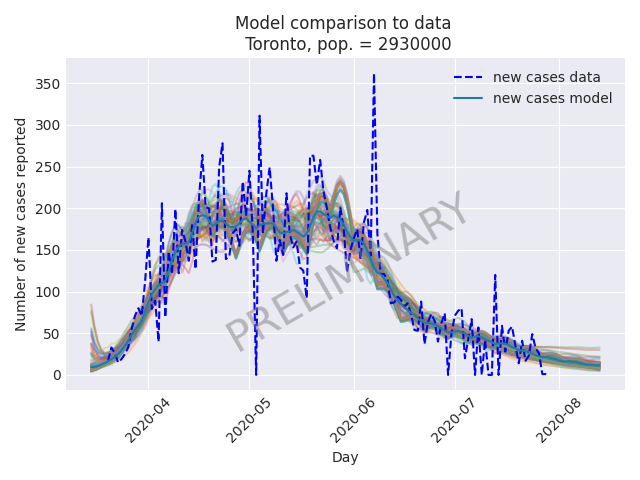 Model comparison to data
Toronto, pop. = 2930000
new cases data
new cases model
Number of new cases reported
350
300
250
200
150
100
50
0
PRELIMINARY
2020-04
2020-05
2020-06
2020-07
2020-08
Day